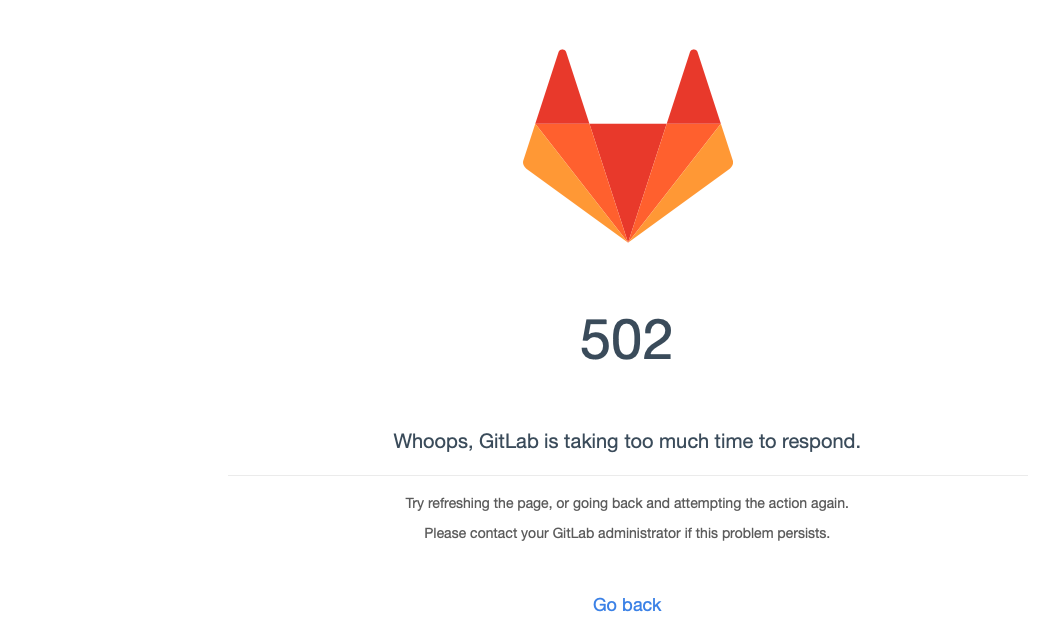 502
Whoops, GitLab is taking too much time to respond.
Try refreshing the page, or going back and attempting the action again.
Please contact your GitLab administrator if this problem persists.
Go back